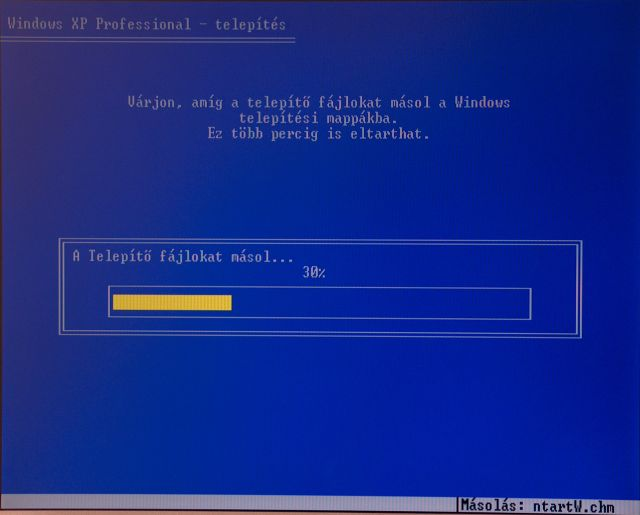 Windows XP Professional - telepítés
Várjon, amíg a telepítő fájlokat másol a Windows
telepítési mappákba.
Ez több percig is eltarthat.
A Telepítő fájlokat másol...
30%
Másolás: ntartW.chm